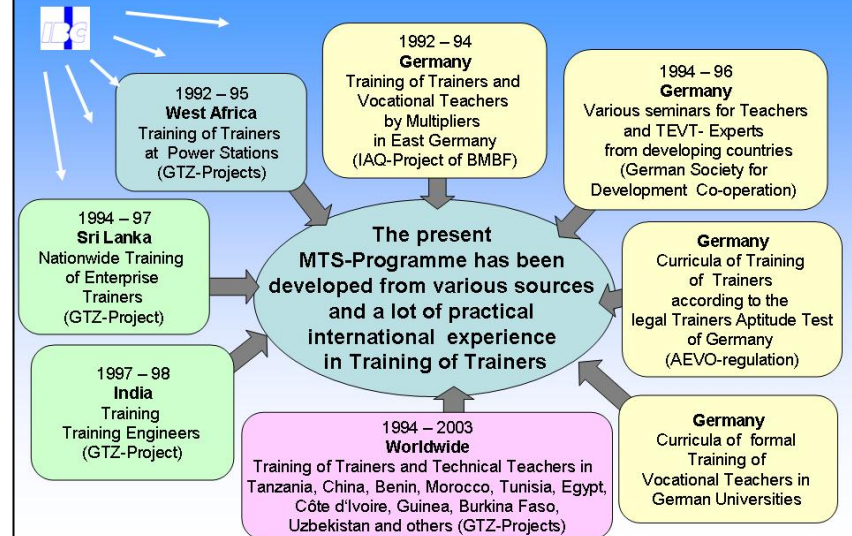 IBC
1992 – 95
West Africa
Training of Trainers
at Power Stations
(GTZ-Projects)
1992 – 94
Germany
Training of Trainers and
Vocational Teachers
by Multipliers
in East Germany
(IAQ-Project of BMBF)
1994 – 96
Germany
Various seminars for Teachers
and TEVT- Experts
from developing countries
(German Society for
Development Co-operation)
1994 – 97
Sri Lanka
Nationwide Training
of Enterprise
Trainers
(GTZ-Project)
The present
MTS-Programme has been
developed from various sources
and a lot of practical
international experience
in Training of Trainers
Germany
Curricula of Training
of Trainers
according to the
legal Trainers Aptitude Test
of Germany
(AEVO-regulation)
1997 – 98
India
Training
Training Engineers
(GTZ-Project)
1994 – 2003
Worldwide
Training of Trainers and Technical Teachers in
Tanzania, China, Benin, Morocco, Tunisia, Egypt,
Côte d'Ivoire, Guinea, Burkina Faso,
Uzbekistan and others (GTZ-Projects)
Germany
Curricula of formal
Training of
Vocational Teachers in
German Universities